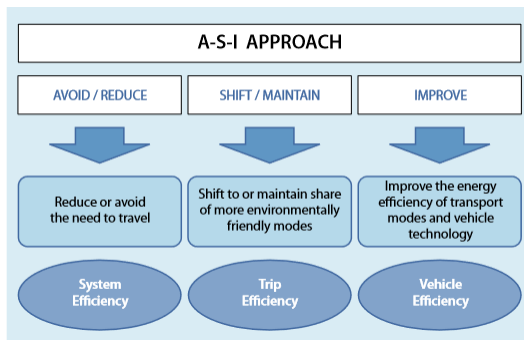 A-S-I APPROACH
AVOID / REDUCE
SHIFT / MAINTAIN
IMPROVE
Reduce or avoid
the need to travel
Shift to or maintain share
of more environmentally
friendly modes
Improve the energy
efficiency of transport
modes and vehicle
technology
System
Efficiency
Trip
Efficiency
Vehicle
Efficiency